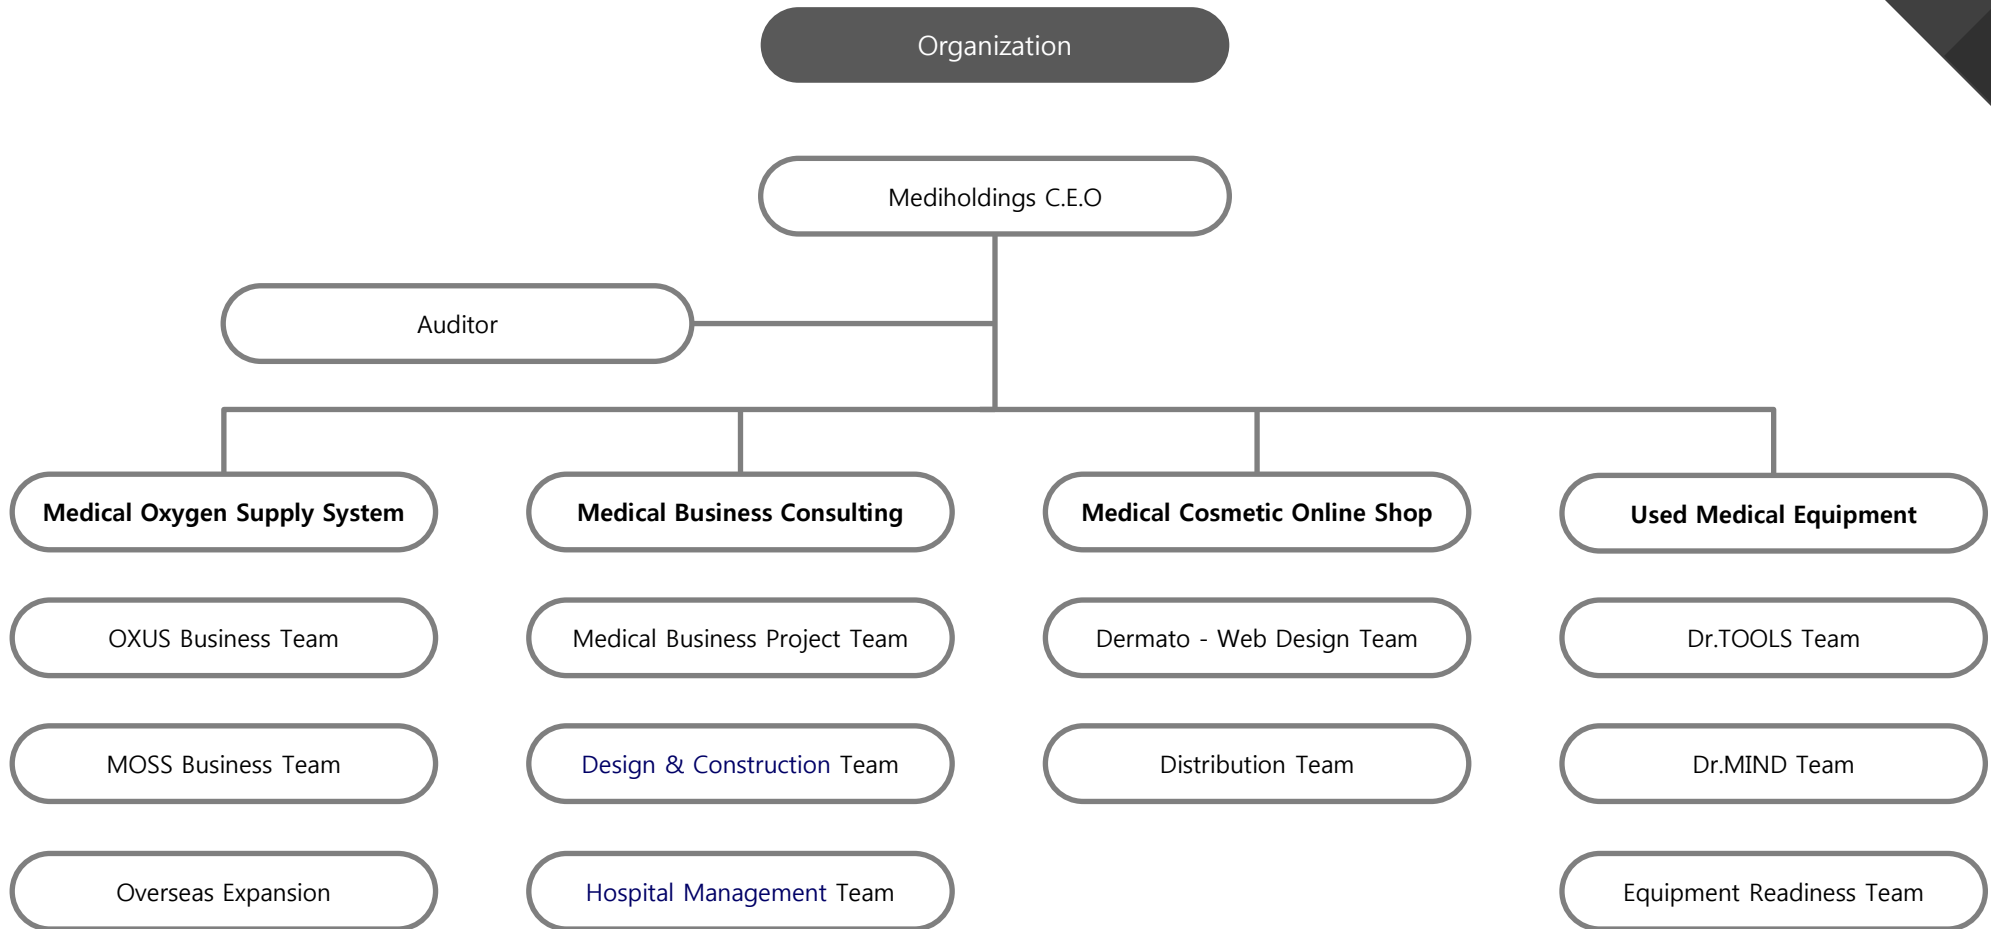 Organization
Mediholdings C.E.O
Auditor
Medical Oxygen Supply System
Medical Business Consulting
Medical Cosmetic Online Shop
Used Medical Equipment
OXUS Business Team
Medical Business Project Team
Dermato - Web Design Team
Dr.TOOLS Team
MOSS Business Team
Design & Construction Team
Distribution Team
Dr.MIND Team
Overseas Expansion
Hospital Management Team
Equipment Readiness Team